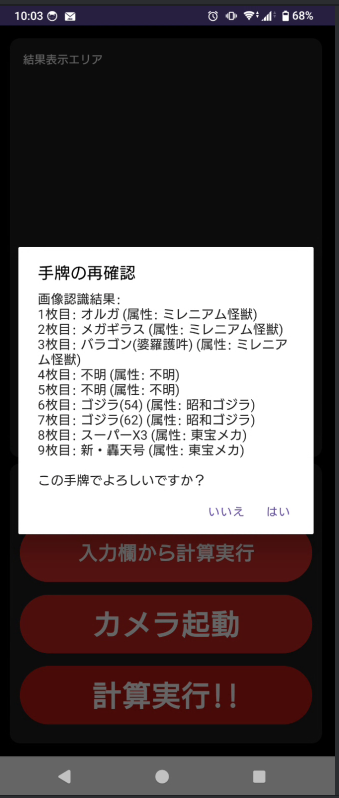 10:03 68%
結果表示エリア
手牌の再確認
画像認識結果:
1枚目: オルガ (属性: ミレニアム怪獣)
2枚目: メガギラス (属性: ミレニアム怪獣)
3枚目: バラゴン(婆羅護吽) (属性: ミレニア
ム怪獣)
4枚目: 不明 (属性: 不明)
5枚目: 不明 (属性: 不明)
6枚目: ゴジラ(54) (属性: 昭和ゴジラ)
7枚目: ゴジラ(62) (属性: 昭和ゴジラ)
8枚目: スーパーX3 (属性: 東宝メカ)
9枚目: 新・轟天号 (属性: 東宝メカ)
この手牌でよろしいですか？
いいえ はい
入力欄から計算実行
カメラ起動
計算実行!!